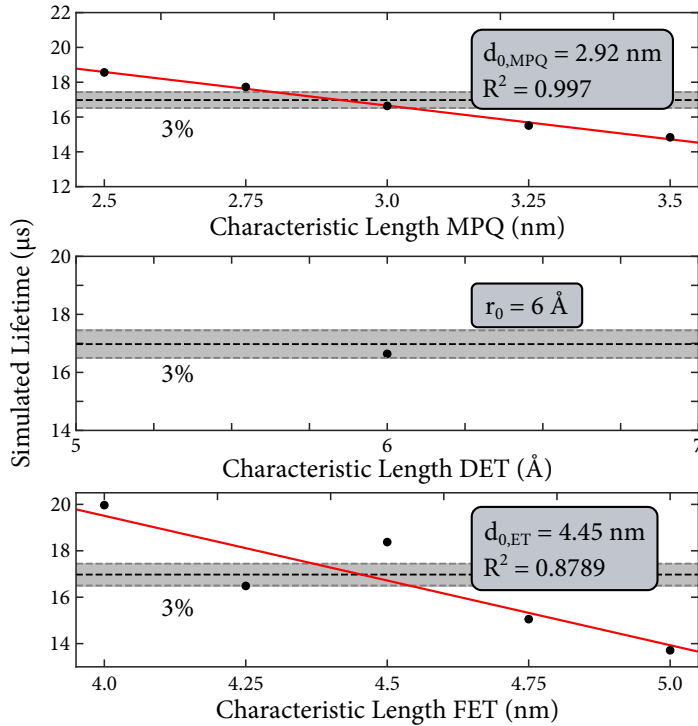 22
20
18
16
14
12
d0,MPQ = 2.92 nm
R² = 0.997
3%
2.5 2.75 3.0 3.25 3.5
Characteristic Length MPQ (nm)
Simulated Lifetime (μs)
20
18
16
14
r₀ = 6 Å
3%
5 6 7
Characteristic Length DET (Å)
20
18
16
14
d0,ET = 4.45 nm
R² = 0.8789
3%
4.0 4.25 4.5 4.75 5.0
Characteristic Length FET (nm)